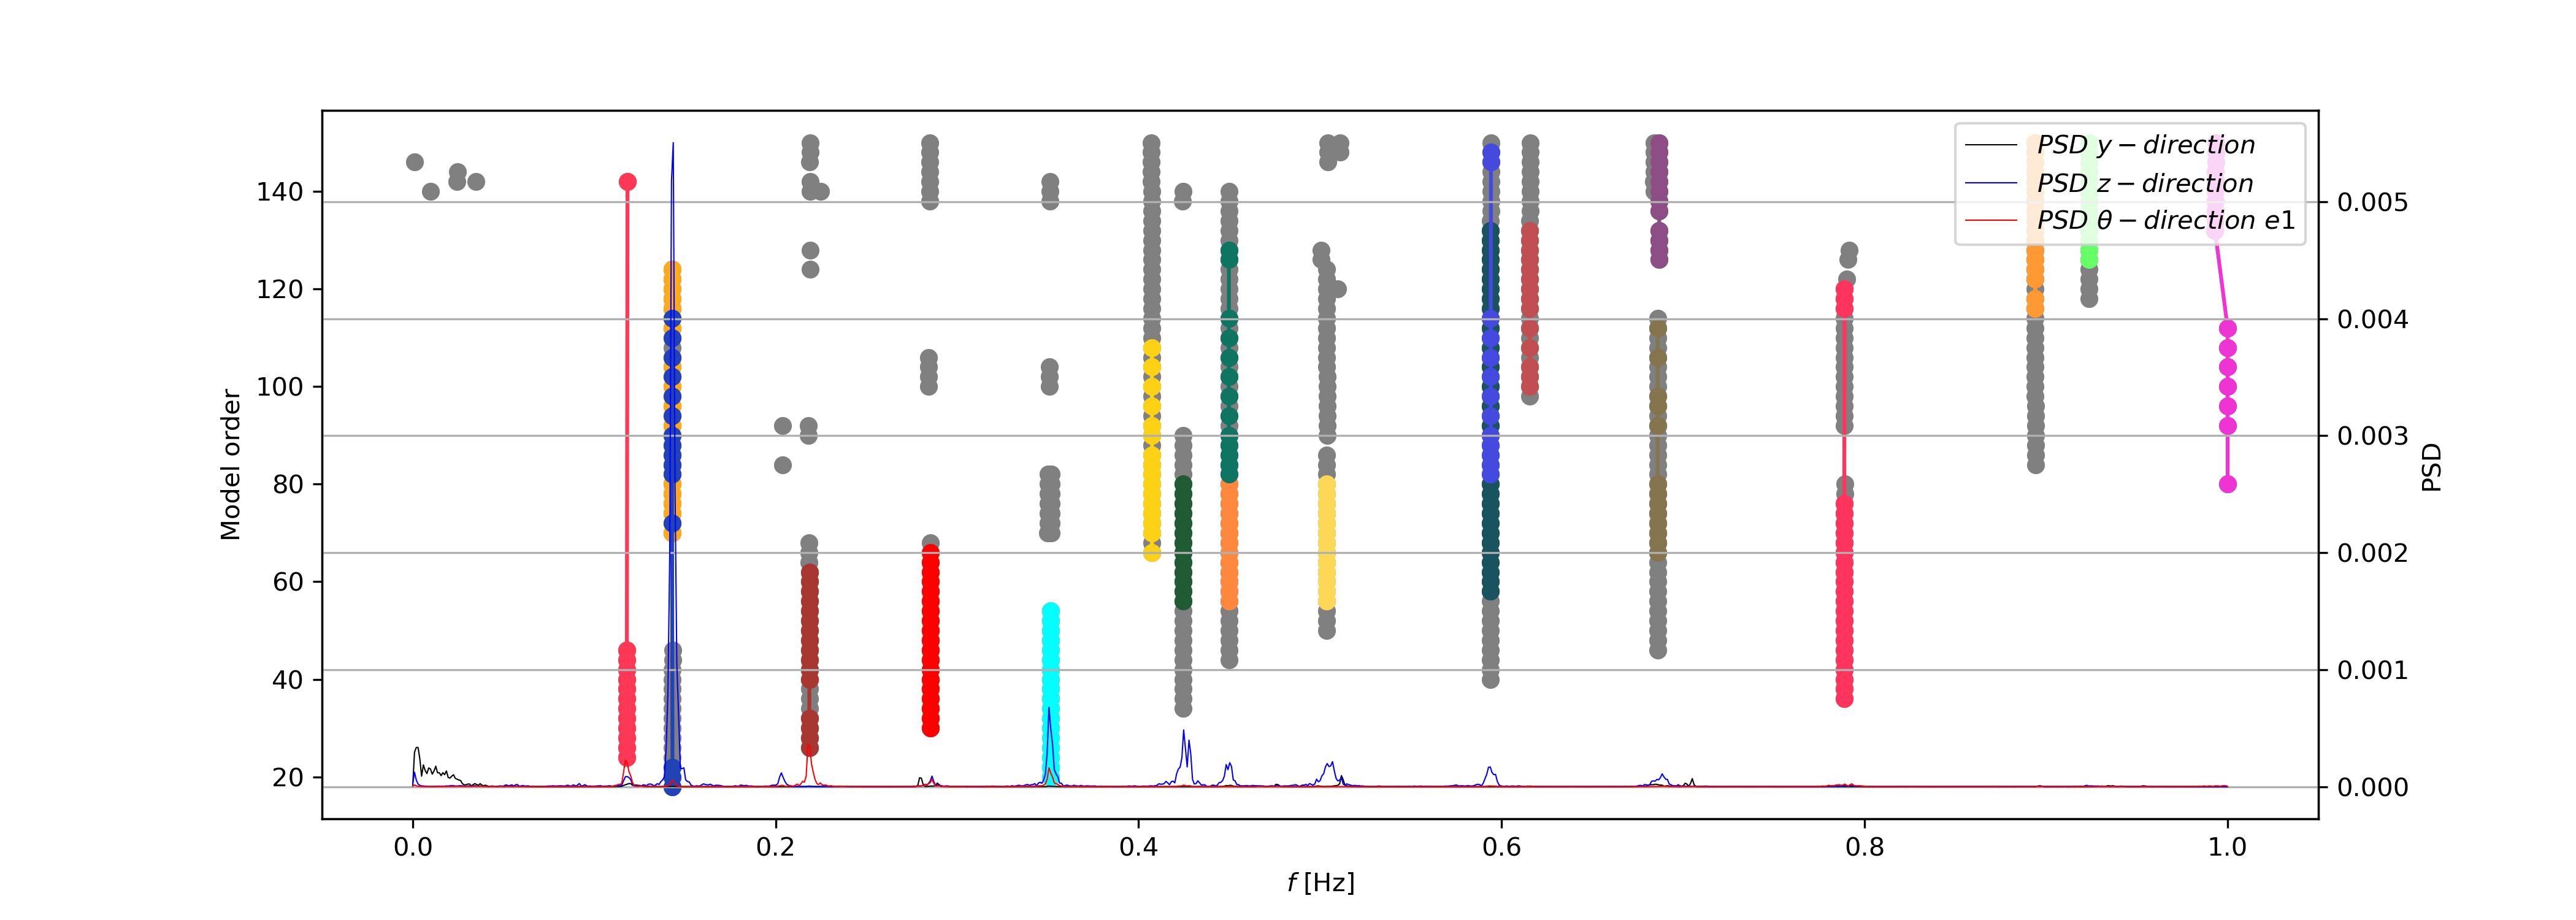 PSD y − direction
PSD z − direction
PSD θ − direction e1
140
120
100
80
60
40
20
Model order
0.005
0.004
0.003
0.002
0.001
0.000
PSD
0.0 0.2 0.4 0.6 0.8 1.0
f [Hz]